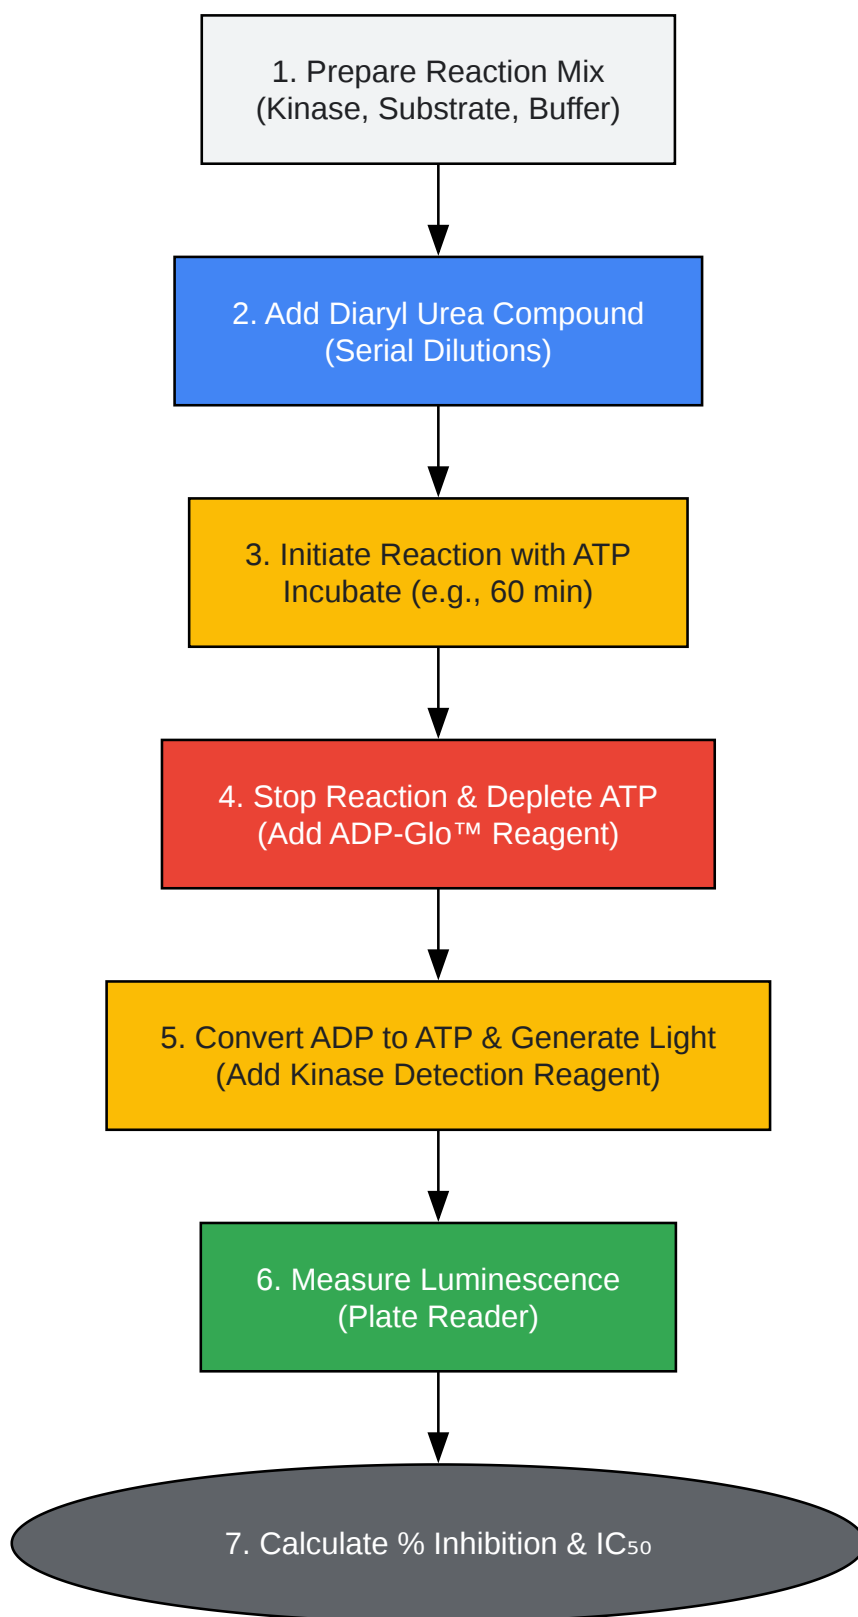 1. Prepare Reaction Mix
(Kinase, Substrate, Buffer)
2. Add Diaryl Urea Compound
(Serial Dilutions)
3. Initiate Reaction with ATP
Incubate (e.g., 60 min)
4. Stop Reaction & Deplete ATP
(Add ADP-Glo™ Reagent)
5. Convert ADP to ATP & Generate Light
(Add Kinase Detection Reagent)
6. Measure Luminescence
(Plate Reader)
7. Calculate % Inhibition & IC₅₀